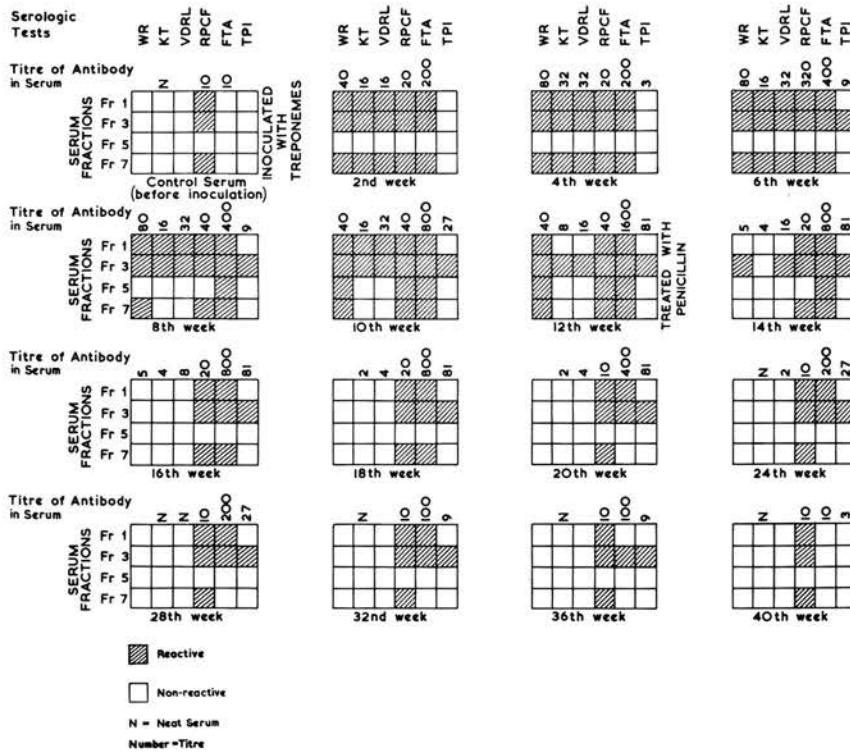 Serologic Tests
WR KT VDRL RPCF FTA TPI
WR KT VDRL RPCF FTA TPI
WR KT VDRL RPCF FTA TPI
WR KT VDRL RPCF FTA TPI
Titre of Antibody in Serum
N 10 10
40 16 16 20 200
80 32 32 20 200 3
80 16 32 320 400 9
SERUM FRACTIONS
Fr 1
Fr 3
Fr 5
Fr 7
INOCULATED WITH TREPONEMES
Control Serum (before inoculation)
2nd week
4th week
6th week
Titre of Antibody in Serum
80 16 32 40 400 9
40 16 32 40 800 27
40 8 16 40 1600 81
5 4 16 20 800 81
SERUM FRACTIONS
Fr 1
Fr 3
Fr 5
Fr 7
TREATED WITH PENICILLIN
8th week
10th week
12th week
14th week
Titre of Antibody in Serum
5 4 8 20 800 81
2 4 20 800 81
2 4 10 400 81
N 2 10 200 27
SERUM FRACTIONS
Fr 1
Fr 3
Fr 5
Fr 7
16th week
18th week
20th week
24th week
Titre of Antibody in Serum
N N 10 200 27
N 10 100 9
N 10 100 9
N 10 10 3
SERUM FRACTIONS
Fr 1
Fr 3
Fr 5
Fr 7
28th week
32nd week
36th week
40th week
Reactive
Non-reactive
N = Neat Serum
Number = Titre